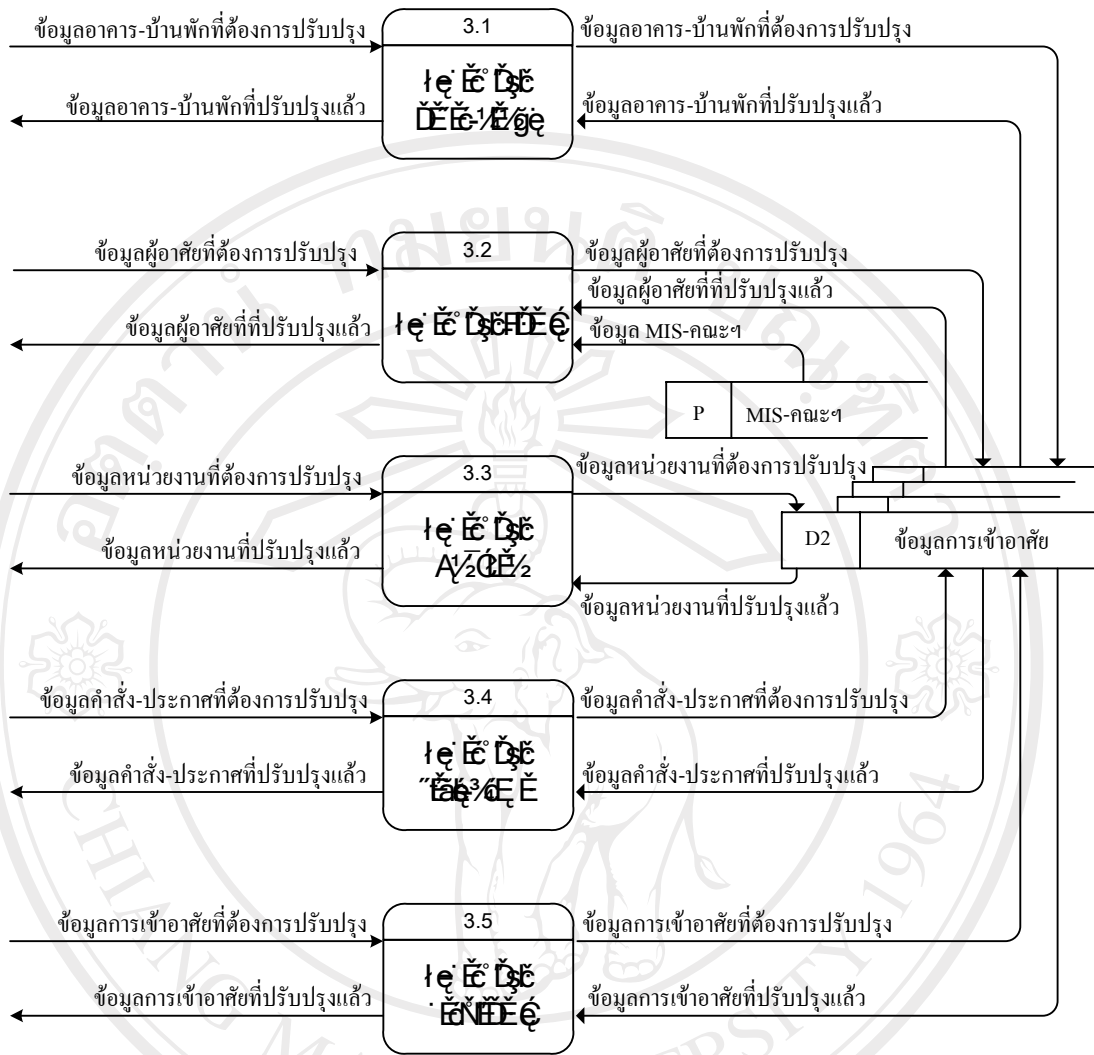 ข้อมูลอาคาร-บ้านพักที่ต้องการปรับปรุง
3.1
ข้อมูลอาคาร-บ้านพักที่ต้องการปรับปรุง
ข้อมูลอาคาร-บ้านพักที่ปรับปรุงแล้ว
ข้อมูลอาคาร-บ้านพักที่ปรับปรุงแล้ว
ข้อมูลผู้อาศัยที่ต้องการปรับปรุง
3.2
ข้อมูลผู้อาศัยที่ต้องการปรับปรุง
ข้อมูลผู้อาศัยที่ที่ปรับปรุงแล้ว
ข้อมูลผู้อาศัยที่ที่ปรับปรุงแล้ว
ข้อมูล MIS-คณะฯ
P
MIS-คณะฯ
ข้อมูลหน่วยงานที่ต้องการปรับปรุง
3.3
ข้อมูลหน่วยงานที่ต้องการปรับปรุง
D2
ข้อมูลการเข้าอาศัย
ข้อมูลหน่วยงานที่ปรับปรุงแล้ว
ข้อมูลหน่วยงานที่ปรับปรุงแล้ว
ข้อมูลคำสั่ง-ประกาศที่ต้องการปรับปรุง
3.4
ข้อมูลคำสั่ง-ประกาศที่ต้องการปรับปรุง
ข้อมูลคำสั่ง-ประกาศที่ปรับปรุงแล้ว
ข้อมูลคำสั่ง-ประกาศที่ปรับปรุงแล้ว
ข้อมูลการเข้าอาศัยที่ต้องการปรับปรุง
3.5
ข้อมูลการเข้าอาศัยที่ต้องการปรับปรุง
ข้อมูลการเข้าอาศัยที่ปรับปรุงแล้ว
ข้อมูลการเข้าอาศัยที่ปรับปรุงแล้ว
1964